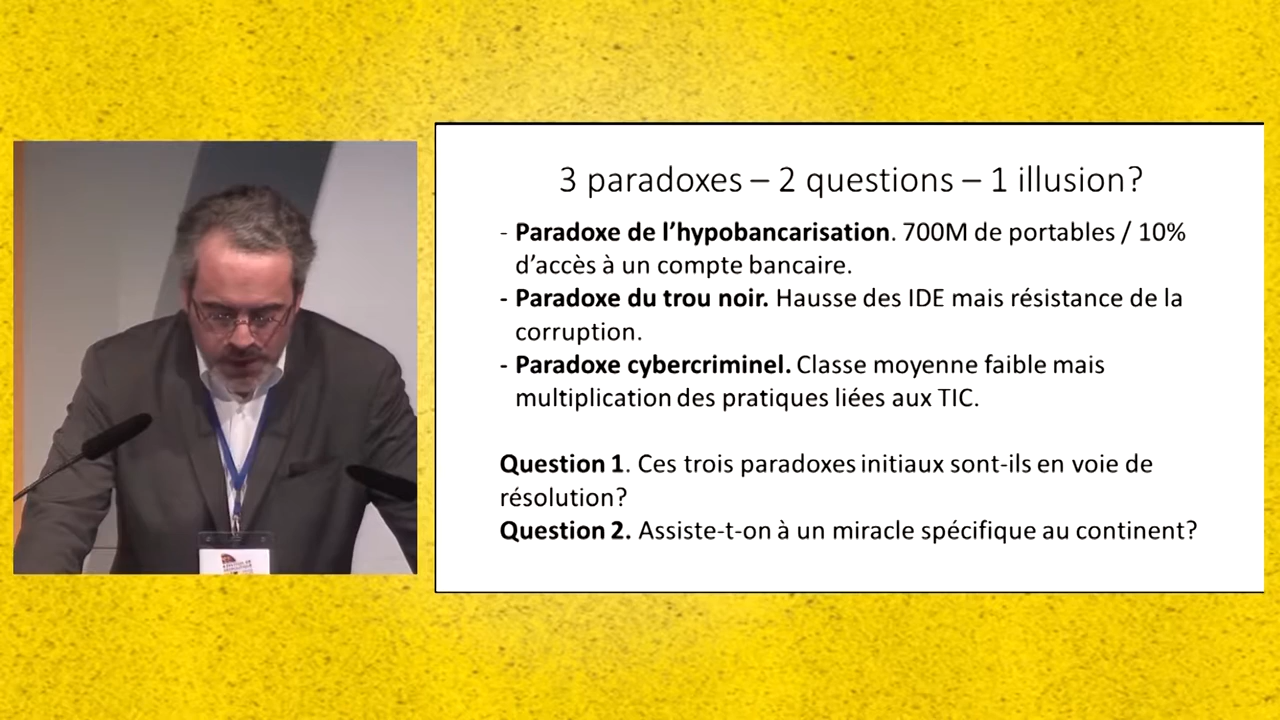 3 paradoxes – 2 questions – 1 illusion?
- Paradoxe de l’hypobancarisation. 700M de portables / 10%
d’accès à un compte bancaire.
- Paradoxe du trou noir. Hausse des IDE mais résistance de la
corruption.
- Paradoxe cybercriminel. Classe moyenne faible mais
multiplication des pratiques liées aux TIC.
Question 1. Ces trois paradoxes initiaux sont-ils en voie de
résolution?
Question 2. Assiste-t-on à un miracle spécifique au continent?